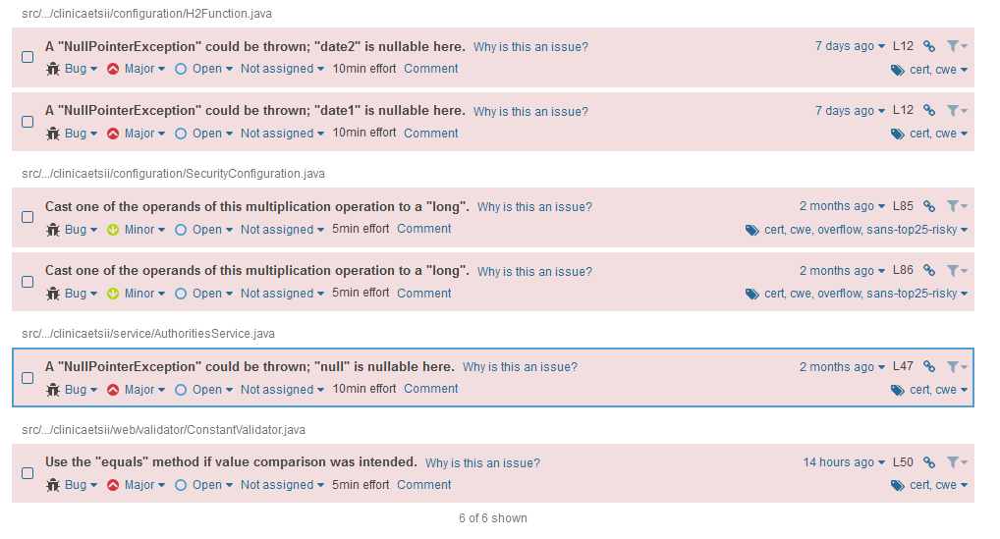 src/.../clinicaetsii/configuration/H2Function.java
A "NullPointerException" could be thrown; "date2" is nullable here. Why is this an issue? 7 days ago L12
Bug Major Open Not assigned 10min effort Comment cert, cwe
A "NullPointerException" could be thrown; "date1" is nullable here. Why is this an issue? 7 days ago L12
Bug Major Open Not assigned 10min effort Comment cert, cwe
src/.../clinicaetsii/configuration/SecurityConfiguration.java
Cast one of the operands of this multiplication operation to a "long". Why is this an issue? 2 months ago L85
Bug Minor Open Not assigned 5min effort Comment cert, cwe, overflow, sans-top25-risky
Cast one of the operands of this multiplication operation to a "long". Why is this an issue? 2 months ago L86
Bug Minor Open Not assigned 5min effort Comment cert, cwe, overflow, sans-top25-risky
src/.../clinicaetsii/service/AuthoritiesService.java
A "NullPointerException" could be thrown; "null" is nullable here. Why is this an issue? 2 months ago L47
Bug Major Open Not assigned 10min effort Comment cert, cwe
src/.../clinicaetsii/web/validator/ConstantValidator.java
Use the "equals" method if value comparison was intended. Why is this an issue? 14 hours ago L50
Bug Major Open Not assigned 5min effort Comment cert, cwe
6 of 6 shown